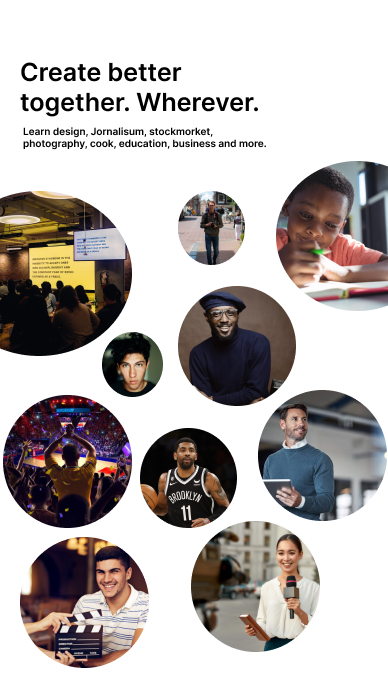 Create better
together. Wherever.
Learn design, Jornalisum, stockmarket,
photography, cook, education, business and more.
BROOKLYN
11